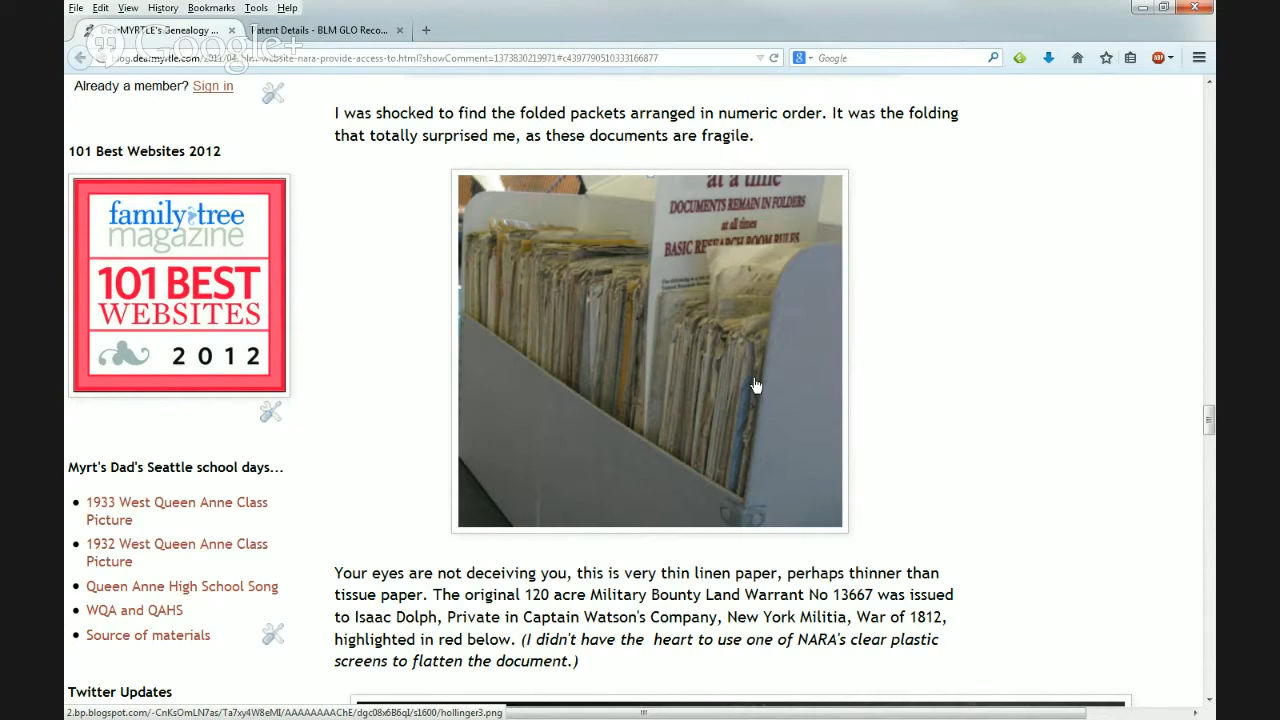 File Edit View History Bookmarks Tools Help
DearMYRTLE's Genealogy ...
Patent Details - BLM GLO Reco...
Google+
Google
Already a member? Sign in
101 Best Websites 2012
family tree
magazine
101 BEST
WEBSITES
2012
Myrt's Dad's Seattle school days...
1933 West Queen Anne Class
Picture
1932 West Queen Anne Class
Picture
Queen Anne High School Song
WQA and QAHS
Source of materials
Twitter Updates
I was shocked to find the folded packets arranged in numeric order. It was the folding
that totally surprised me, as these documents are fragile.
at a time
DOCUMENTS REMAIN IN FOLDERS
at all times
BASIC RESEARCH ROOM RULES
Your eyes are not deceiving you, this is very thin linen paper, perhaps thinner than
tissue paper. The original 120 acre Military Bounty Land Warrant No 13667 was issued
to Isaac Dolph, Private in Captain Watson's Company, New York Militia, War of 1812,
highlighted in red below. (I didn't have the heart to use one of NARA's clear plastic
screens to flatten the document.)